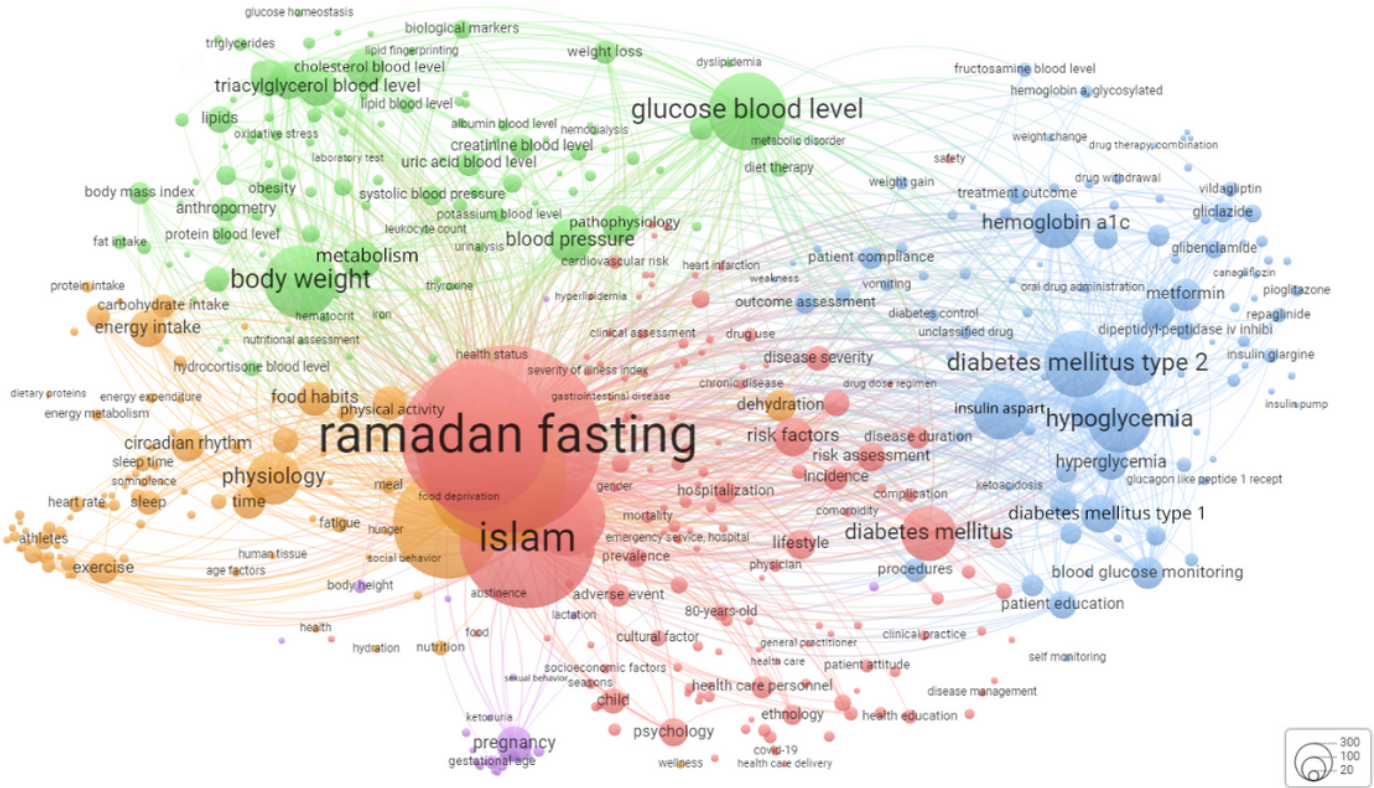 glucose homeostasis
biological markers
triglycerides
lipid fingerprinting
weight loss
dyslipidemia
cholesterol blood level
fructosamine blood level
triacylglycerol blood level
hemoglobin a, glycosylated
lipid blood level
glucose blood level
lipids
oxidative stress
albumin blood level
hemodialysis
creatinine blood level
metabolic disorder
weight change
drug therapy, combination
laboratory test
uric acid blood level
diet therapy
safety
body mass index
obesity
systolic blood pressure
weight gain
drug withdrawal
treatment outcome
vildagliptin
anthropometry
potassium blood level
pathophysiology
hemoglobin a1c
gliclazide
protein blood level
leukocyte count
fat intake
urinalysis
blood pressure
glibenclamide
metabolism
cardiovascular risk
heart infarction
patient compliance
body weight
weakness
canagliflozin
protein intake
thyroxine
hyperlipidemia
vomiting
oral drug administration
metformin
pioglitazone
carbohydrate intake
hematocrit
iron
outcome assessment
diabetes control
repaglinide
energy intake
nutritional assessment
clinical assessment
drug use
unclassified drug
dipeptidyl-peptidase iv inhibi
health status
disease severity
insulin glargine
hydrocortisone blood level
severity of illness index
diabetes mellitus type 2
dietary proteins
energy expenditure
food habits
gastrointestinal disease
chronic disease
drug dose regimen
energy metabolism
physical activity
dehydration
insulin aspart
hypoglycemia
insulin pump
ramadan fasting
circadian rhythm
risk factors
disease duration
sleep time
risk assessment
hyperglycemia
somnolence
physiology
meal
gender
incidence
ketoacidosis
glucagon like peptide 1 recept
heart rate
sleep
time
food deprivation
hospitalization
complication
fatigue
hunger
mortality
comorbidity
diabetes mellitus type 1
athletes
islam
emergency service, hospital
lifestyle
diabetes mellitus
human tissue
social behavior
prevalence
exercise
age factors
physician
procedures
blood glucose monitoring
body height
abstinence
adverse event
patient education
lactation
80-years-old
health
food
cultural factor
general practitioner
clinical practice
hydration
nutrition
self monitoring
socioeconomic factors
health care
patient attitude
sexual behavior
seasons
health care personnel
disease management
child
ketonuria
ethnology
health education
psychology
pregnancy
covid-19
gestational age
wellness
health care delivery
300
100
20